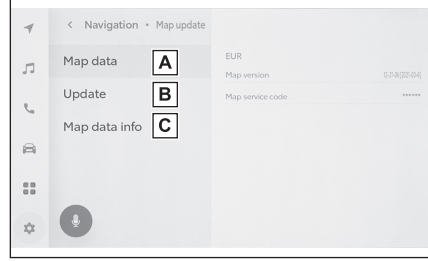 < Navigation • Map update
Map data A
EUR
Map version
Update B
Map service code ******
Map data info C